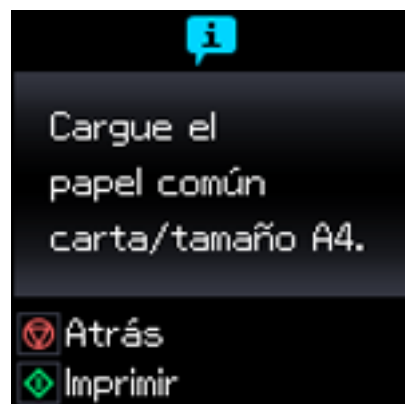 Cargue el
papel común
carta/tamaño A4.
Atrás
Imprimir